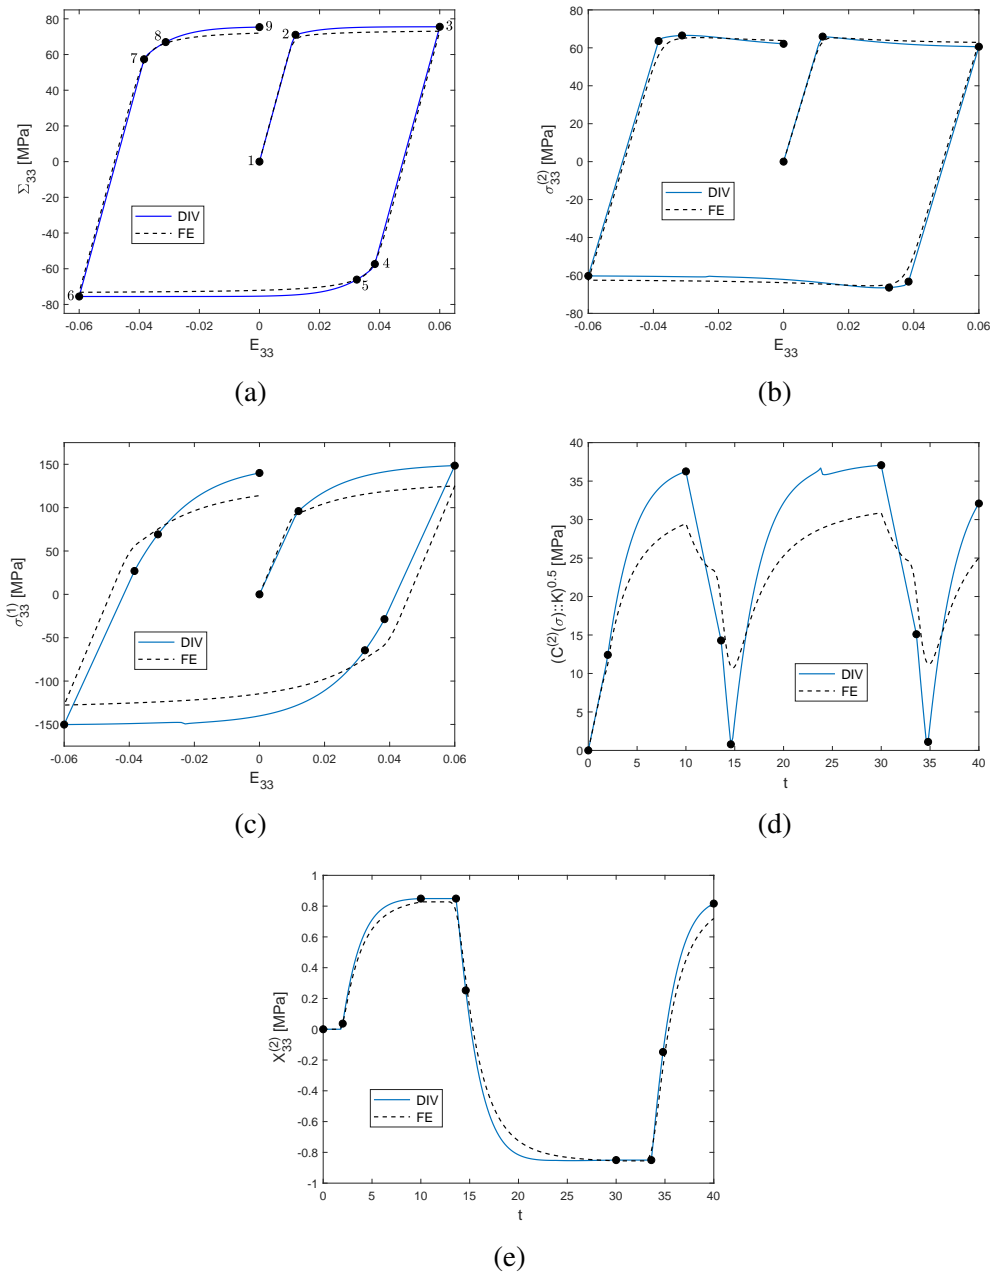 80
60
40
20
0
-20
-40
-60
-80
Σ33 [MPa]
1
2
3
4
5
6
7
8
9
DIV
FE
-0.06 -0.04 -0.02 0 0.02 0.04 0.06
E33
(a)
80
60
40
20
0
-20
-40
-60
-80
σ33(2) [MPa]
DIV
FE
-0.06 -0.04 -0.02 0 0.02 0.04 0.06
E33
(b)
150
100
50
0
-50
-100
-150
σ33(1) [MPa]
DIV
FE
-0.06 -0.04 -0.02 0 0.02 0.04 0.06
E33
(c)
40
35
30
25
20
15
10
5
0
(C(2)(σ)::K)0.5 [MPa]
DIV
FE
0 5 10 15 20 25 30 35 40
t
(d)
1
0.8
0.6
0.4
0.2
0
-0.2
-0.4
-0.6
-0.8
-1
X33(2) [MPa]
DIV
FE
0 5 10 15 20 25 30 35 40
t
(e)